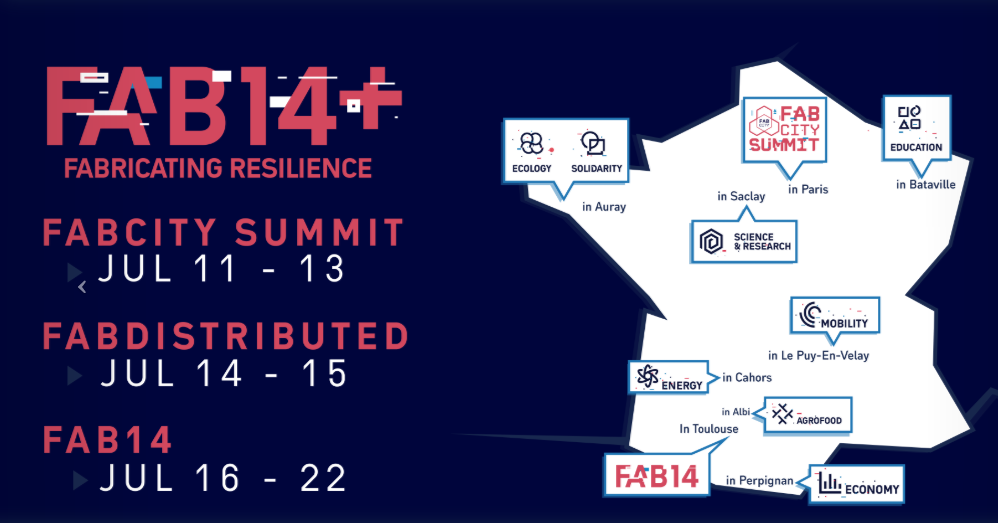 FAB14+
FABRICATING RESILIENCE
FABCITY SUMMIT
JUL 11 - 13
FABDISTRIBUTED
JUL 14 - 15
FAB14
JUL 16 - 22
ECOLOGY
SOLIDARITY
in Auray
FAB CITY
FAB
CITY
SUMMIT
in Paris
EDUCATION
in Bataville
in Saclay
SCIENCE
& RESEARCH
MOBILITY
in Le Puy-En-Velay
ENERGY
in Cahors
in Albi
AGROFOOD
In Toulouse
FAB14
in Perpignan
ECONOMY